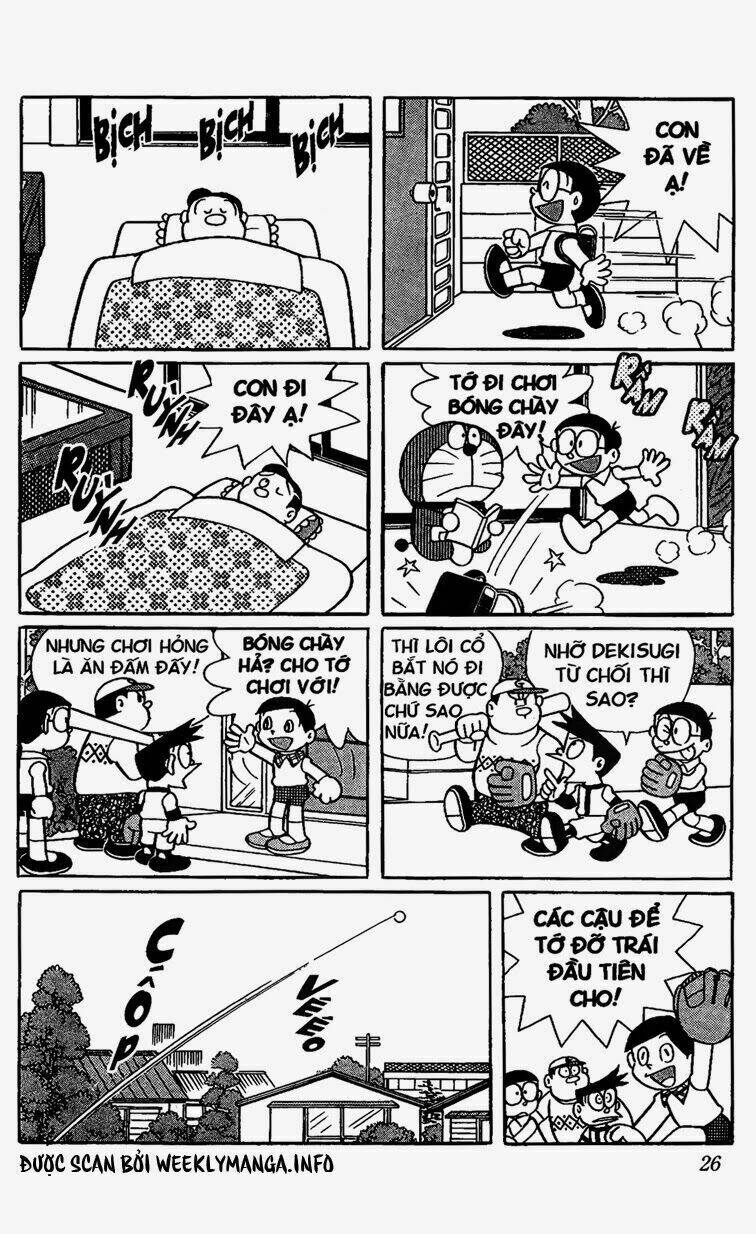 CON
ĐÃ VỀ
Ạ!
BỊCH
BỊCH
BỊCH
RẦM
RẦM
TỚ ĐI CHƠI
BÓNG CHÀY
ĐÂY!
CON ĐI
ĐÂY Ạ!
RUỲNH
RUỲNH
NHỠ DEKISUGI
TỪ CHỐI THÌ
SAO?
THÌ LÔI CỔ
BẮT NÓ ĐI
BẰNG ĐƯỢC
CHỨ SAO
NỮA!
BÓNG CHÀY
HẢ? CHO TỚ
CHƠI VỚI!
NHƯNG CHƠI HỎNG
LÀ ĂN ĐẤM ĐẤY!
CÁC CẬU ĐỂ
TỚ ĐỠ TRÁI
ĐẦU TIÊN
CHO!
VÉÉO
ĐƯỢC SCAN BỞI WEEKLYMANGA.INFO
26